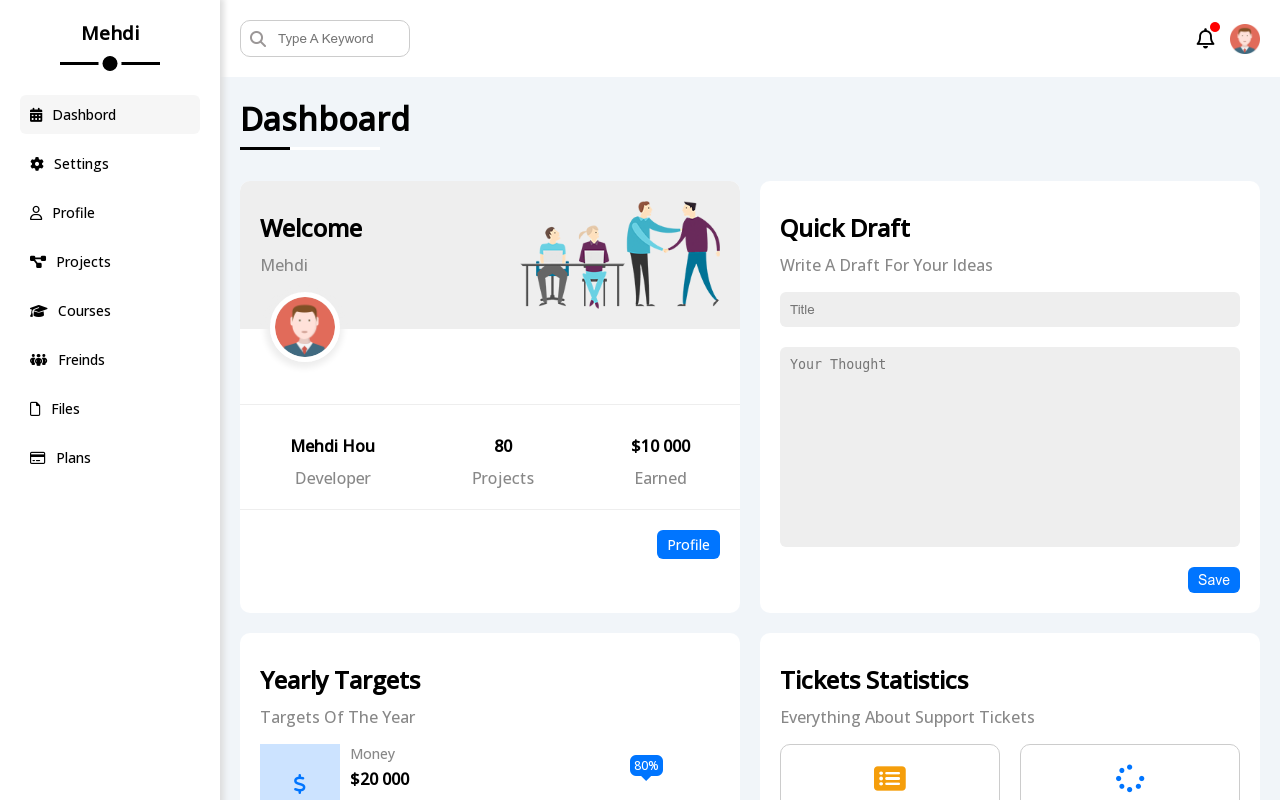 Mehdi
Dashbord
Settings
Profile
Projects
Courses
Freinds
Files
Plans
Type A Keyword
Dashboard
Welcome
Mehdi
Mehdi Hou
Developer
80
Projects
$10 000
Earned
Profile
Quick Draft
Write A Draft For Your Ideas
Title
Your Thought
Save
Yearly Targets
Targets Of The Year
$
Money
$20 000
80%
Tickets Statistics
Everything About Support Tickets